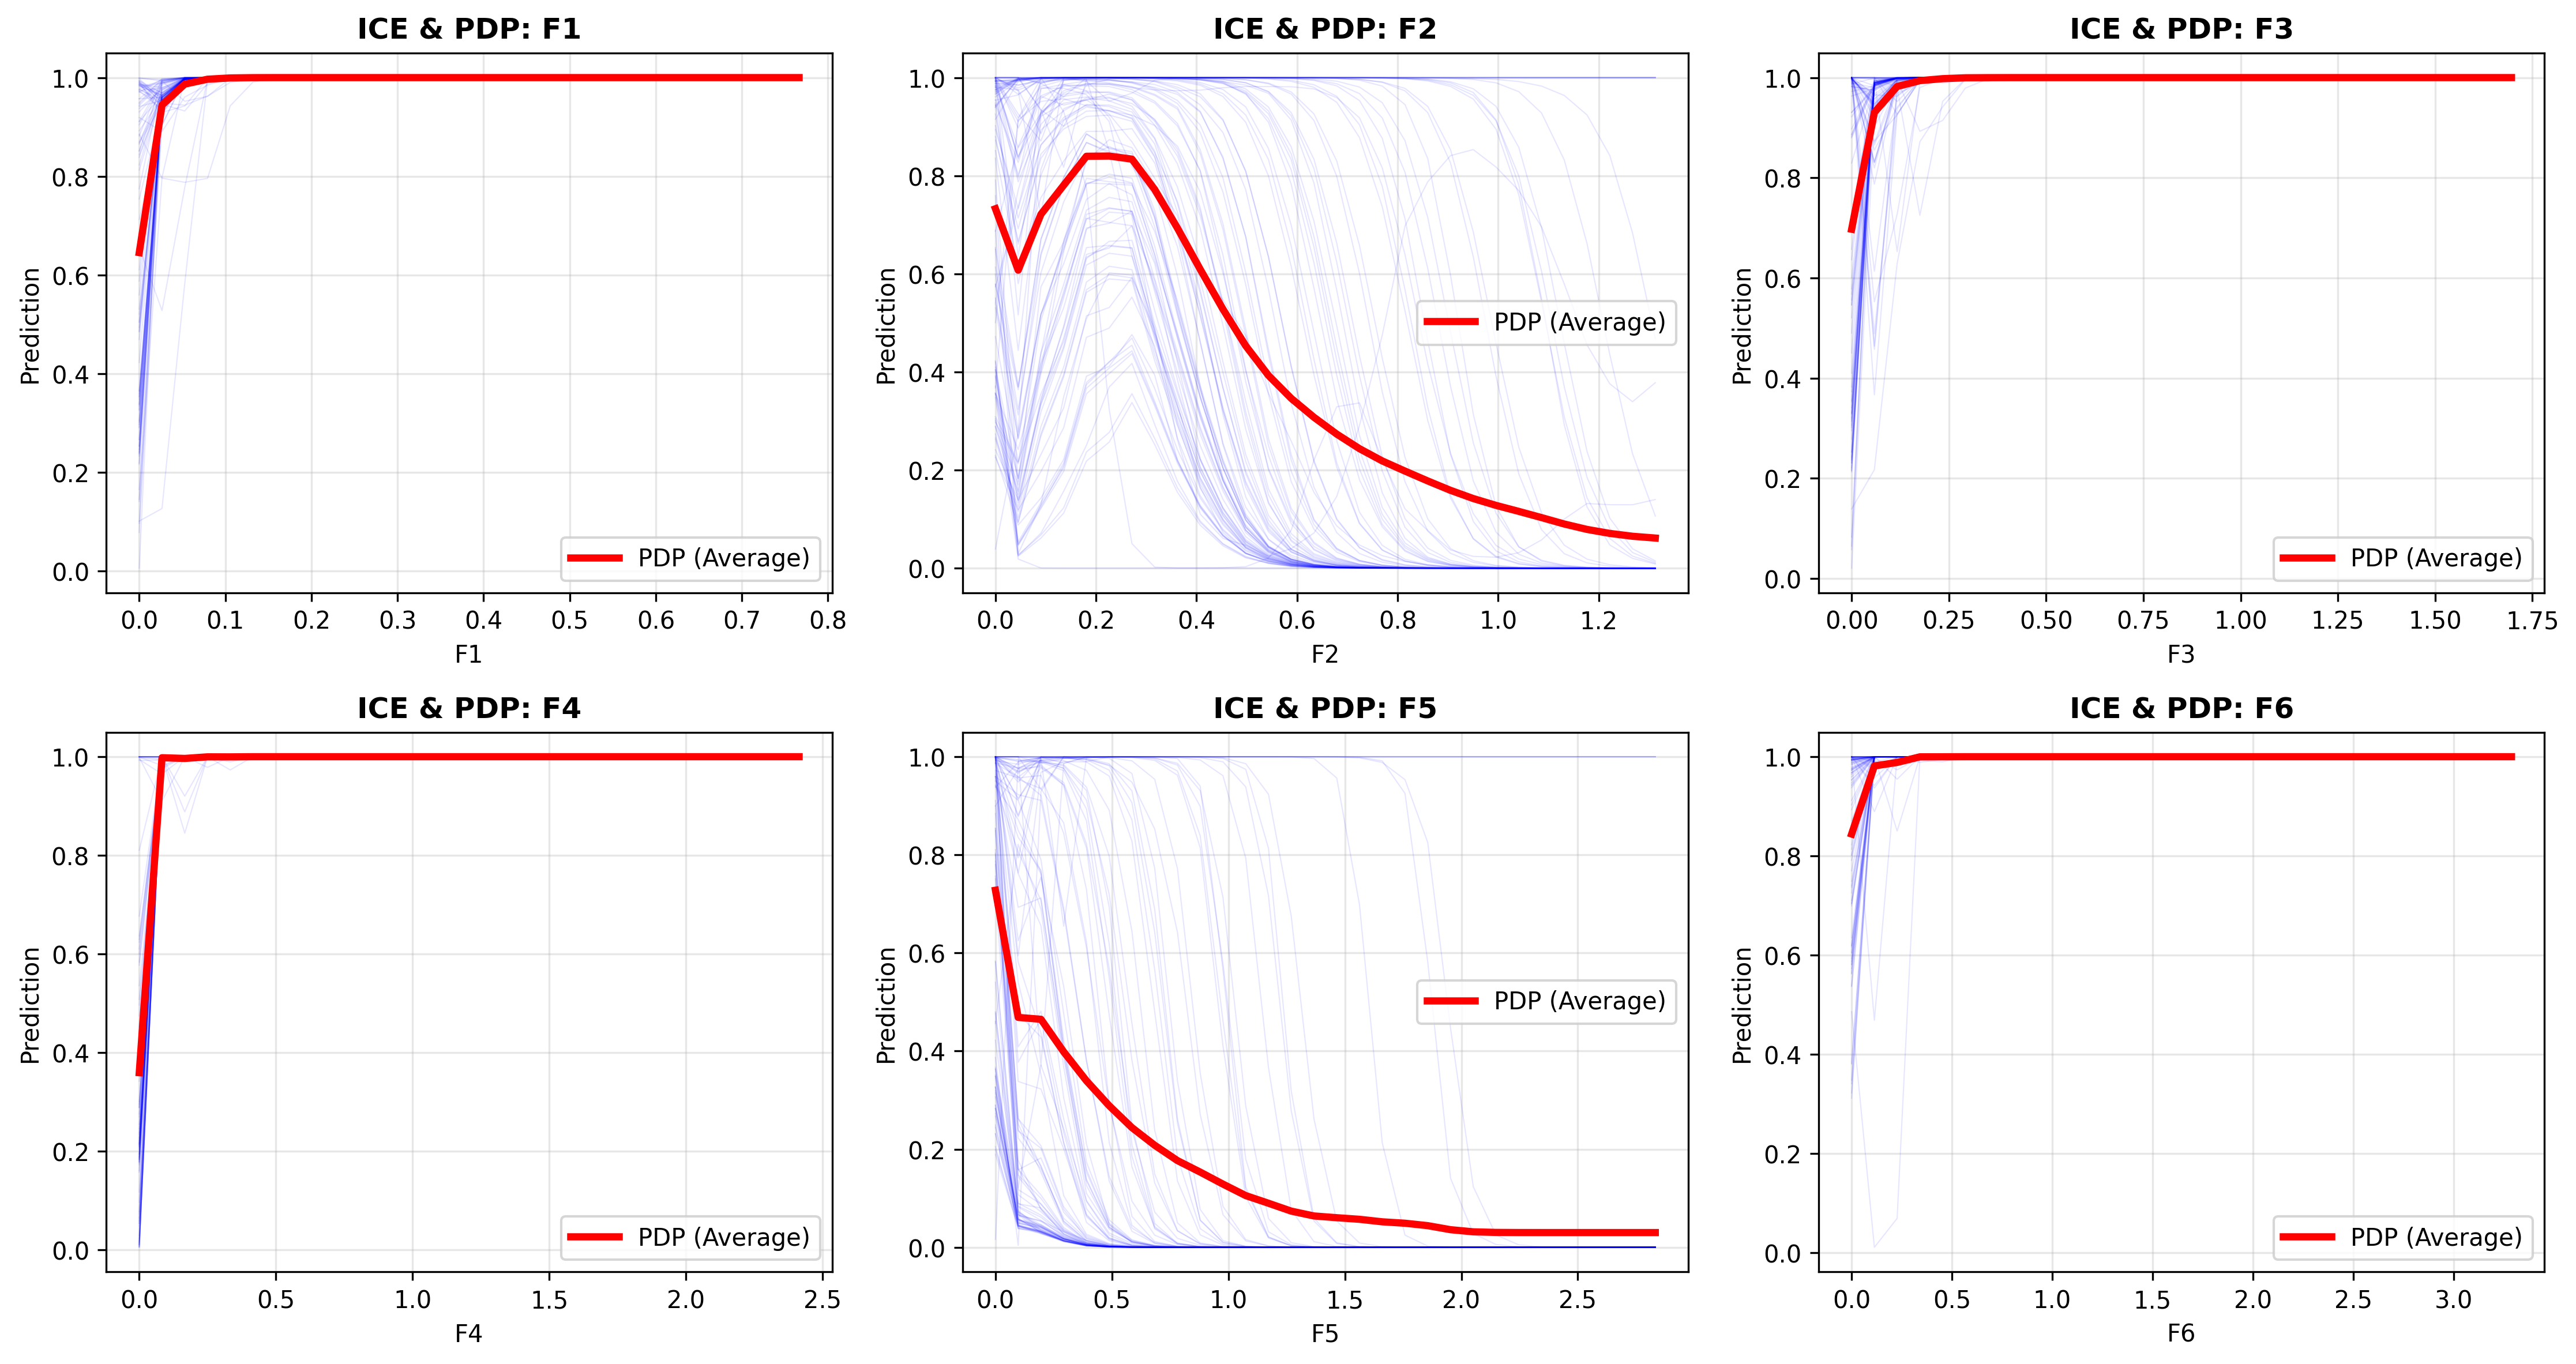 ICE & PDP: F1
Prediction
1.0
0.8
0.6
0.4
0.2
0.0
PDP (Average)
0.0 0.1 0.2 0.3 0.4 0.5 0.6 0.7 0.8
F1
ICE & PDP: F2
Prediction
1.0
0.8
0.6
0.4
0.2
0.0
PDP (Average)
0.0 0.2 0.4 0.6 0.8 1.0 1.2
F2
ICE & PDP: F3
Prediction
1.0
0.8
0.6
0.4
0.2
0.0
PDP (Average)
0.00 0.25 0.50 0.75 1.00 1.25 1.50 1.75
F3
ICE & PDP: F4
Prediction
1.0
0.8
0.6
0.4
0.2
0.0
PDP (Average)
0.0 0.5 1.0 1.5 2.0 2.5
F4
ICE & PDP: F5
Prediction
1.0
0.8
0.6
0.4
0.2
0.0
PDP (Average)
0.0 0.5 1.0 1.5 2.0 2.5
F5
ICE & PDP: F6
Prediction
1.0
0.8
0.6
0.4
0.2
0.0
PDP (Average)
0.0 0.5 1.0 1.5 2.0 2.5 3.0
F6